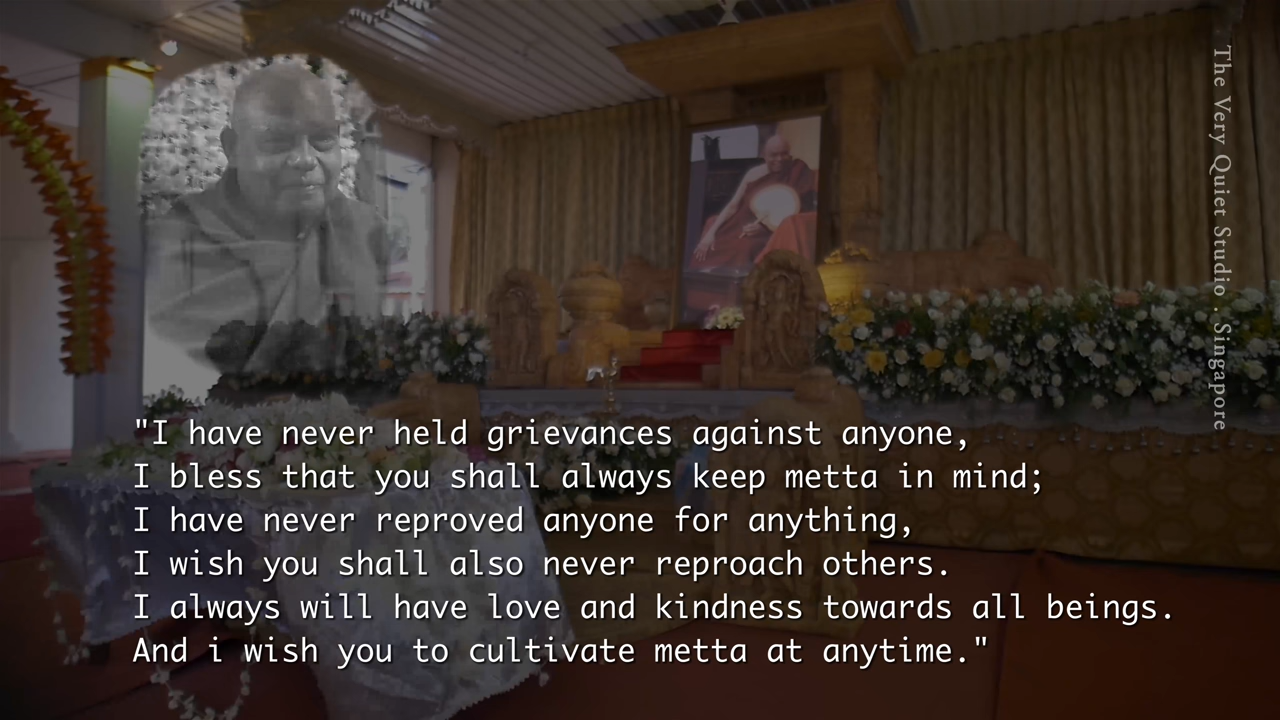 "I have never held grievances against anyone,
I bless that you shall always keep metta in mind;
I have never reproved anyone for anything,
I wish you shall also never reproach others.
I always will have love and kindness towards all beings.
And i wish you to cultivate metta at anytime."
The Very Quiet Studio . Singapore